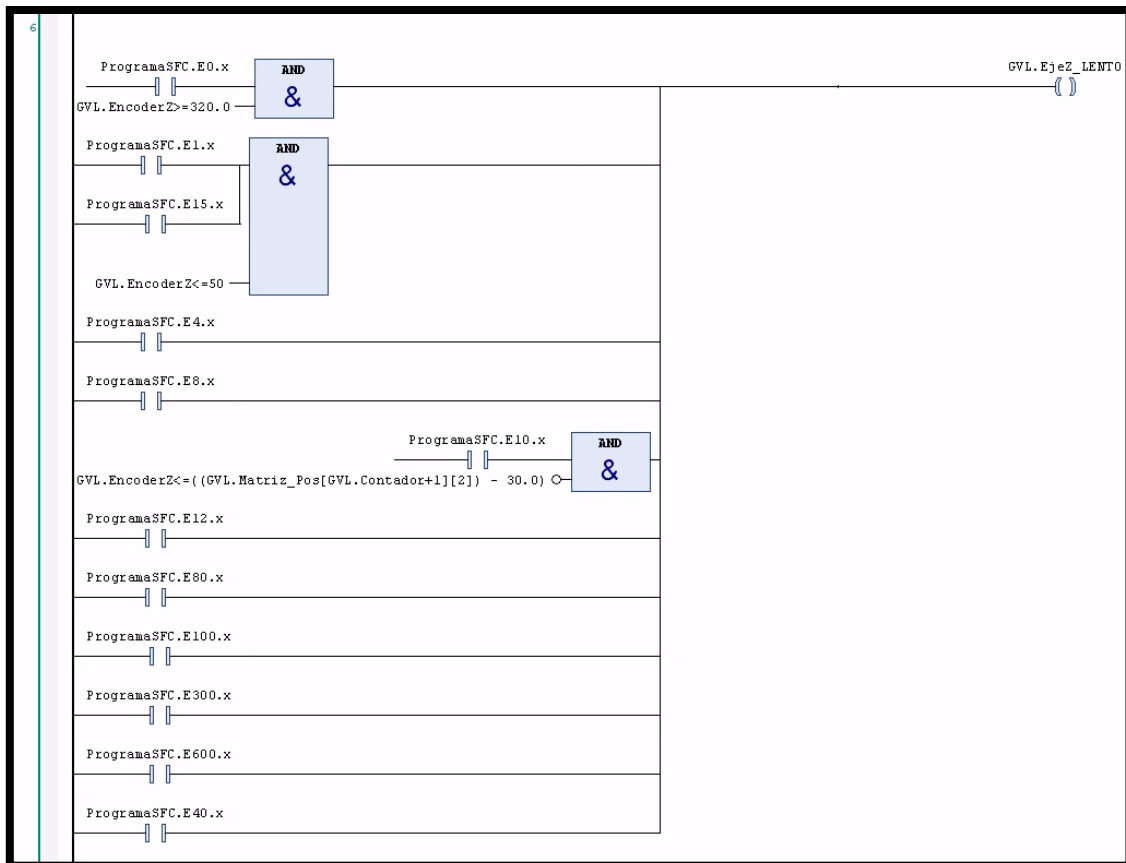 6
ProgramaSFC.E0.x
AND
GVL.EjeZ_LENTO
&
GVL.EncoderZ>=320.0
ProgramaSFC.E1.x
AND
&
ProgramaSFC.E15.x
GVL.EncoderZ<=50
ProgramaSFC.E4.x
ProgramaSFC.E8.x
ProgramaSFC.E10.x
AND
&
GVL.EncoderZ<=((GVL.Matriz_Pos[GVL.Contador+1][2]) - 30.0)
ProgramaSFC.E12.x
ProgramaSFC.E80.x
ProgramaSFC.E100.x
ProgramaSFC.E300.x
ProgramaSFC.E600.x
ProgramaSFC.E40.x